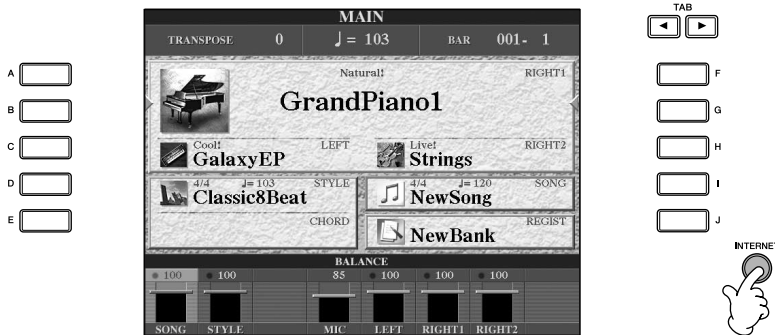 MAIN
TAB
TRANSPOSE 0 ♩= 103 BAR 001- 1
A
F
Natural! RIGHT1
GrandPiano1
B
G
Cool! LEFT
GalaxyEP
Live! RIGHT2
Strings
C
H
4/4 ♩= 103 STYLE
Classic8Beat
4/4 ♩= 120 SONG
NewSong
D
I
CHORD
REGIST
NewBank
E
J
INTERNET
BALANCE
100 100 85 100 100 100
SONG STYLE MIC LEFT RIGHT1 RIGHT2